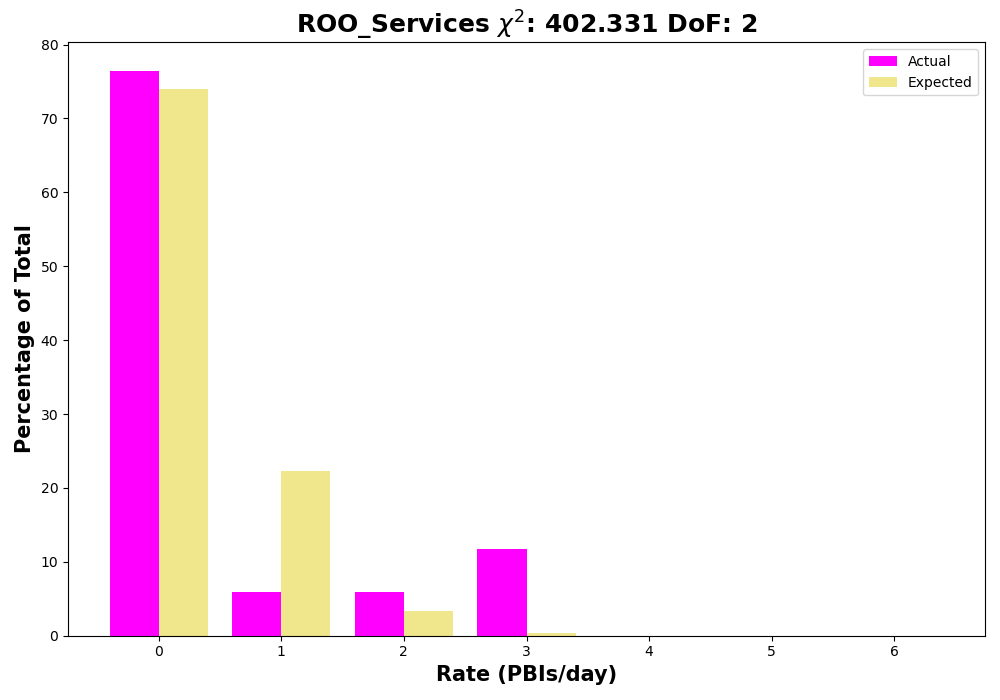 ROO_Services χ²: 402.331 DoF: 2
Actual
Expected
Percentage of Total
80
70
60
50
40
30
20
10
0
0 1 2 3 4 5 6
Rate (PBIs/day)